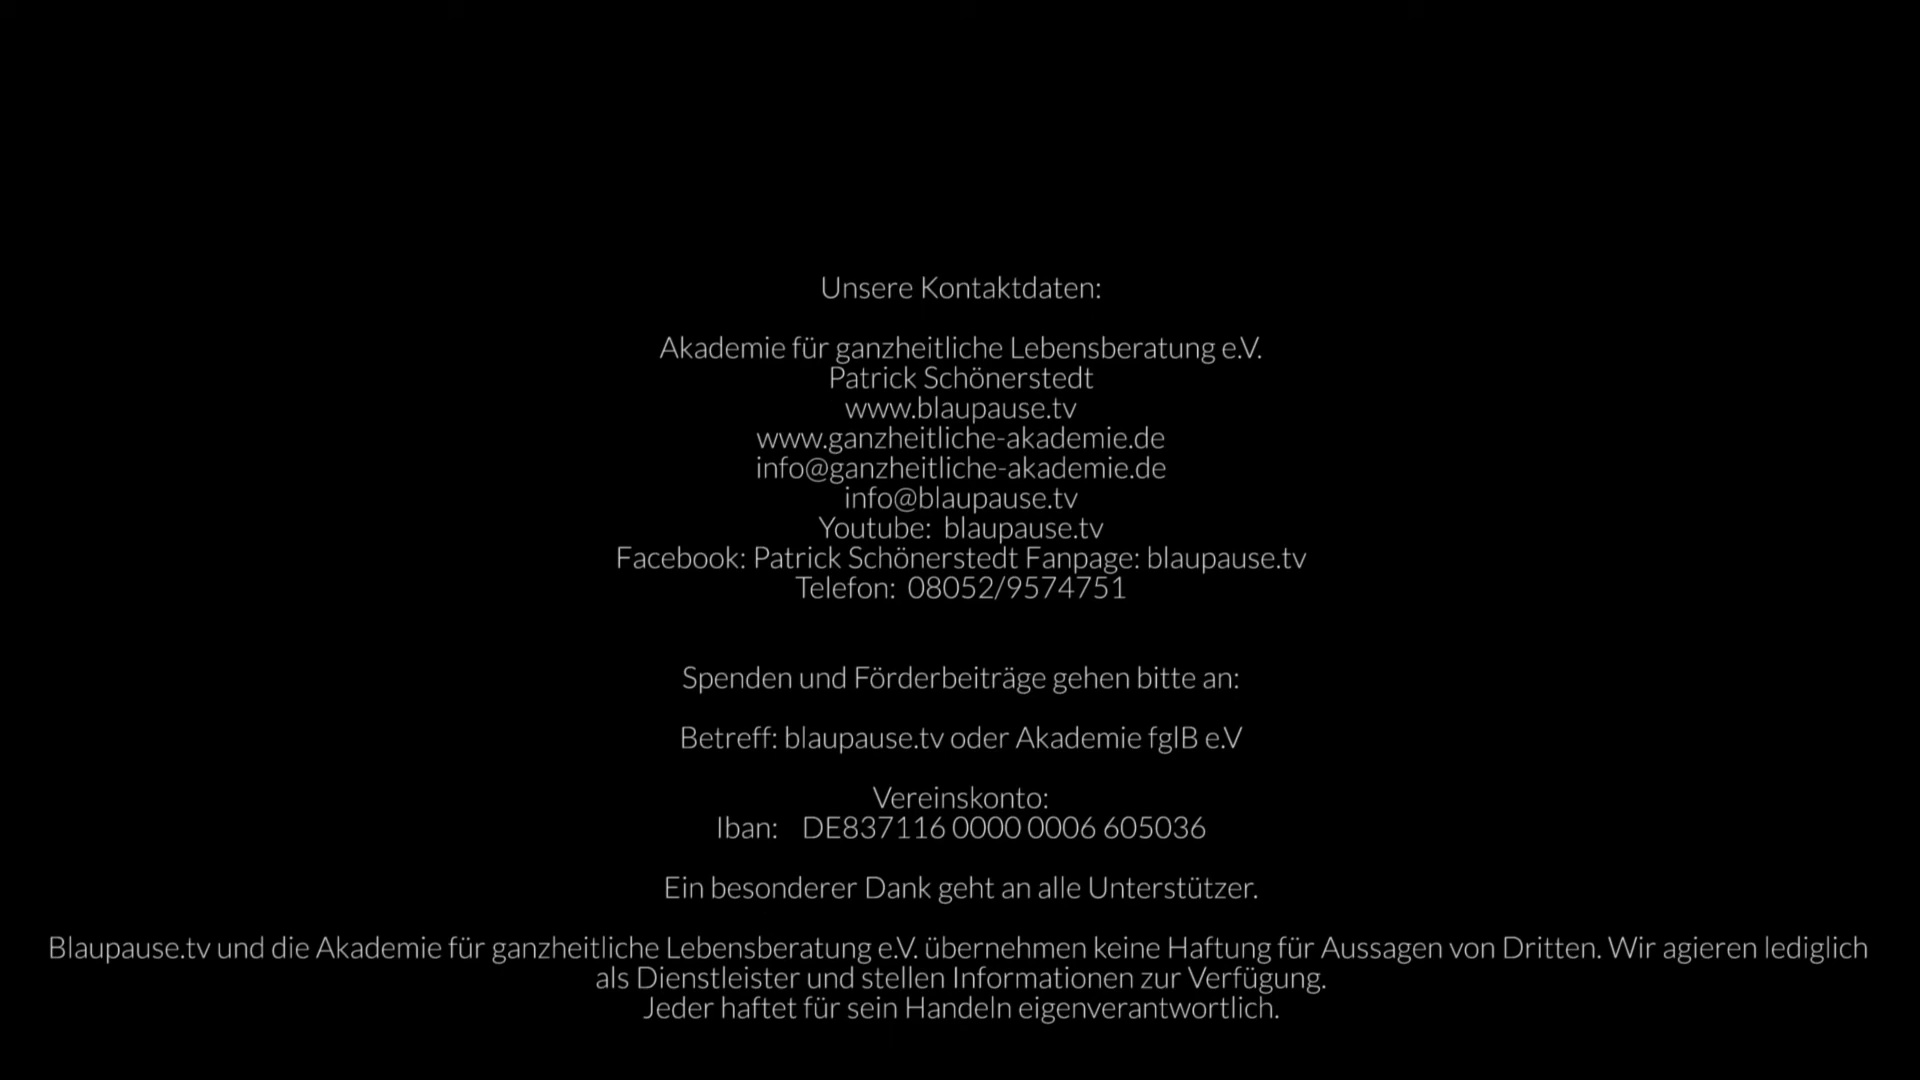 Unsere Kontaktdaten:
Akademie für ganzheitliche Lebensberatung e.V.
Patrick Schönerstedt
www.blaupause.tv
www.ganzheitliche-akademie.de
info@ganzheitliche-akademie.de
info@blaupause.tv
Youtube: blaupause.tv
Facebook: Patrick Schönerstedt Fanpage: blaupause.tv
Telefon: 08052/9574751
Spenden und Förderbeiträge gehen bitte an:
Betreff: blaupause.tv oder Akademie fglB e.V
Vereinskonto:
Iban: DE837116 0000 0006 605036
Ein besonderer Dank geht an alle Unterstützer.
Blaupause.tv und die Akademie für ganzheitliche Lebensberatung e.V. übernehmen keine Haftung für Aussagen von Dritten. Wir agieren lediglich
als Dienstleister und stellen Informationen zur Verfügung.
Jeder haftet für sein Handeln eigenverantwortlich.